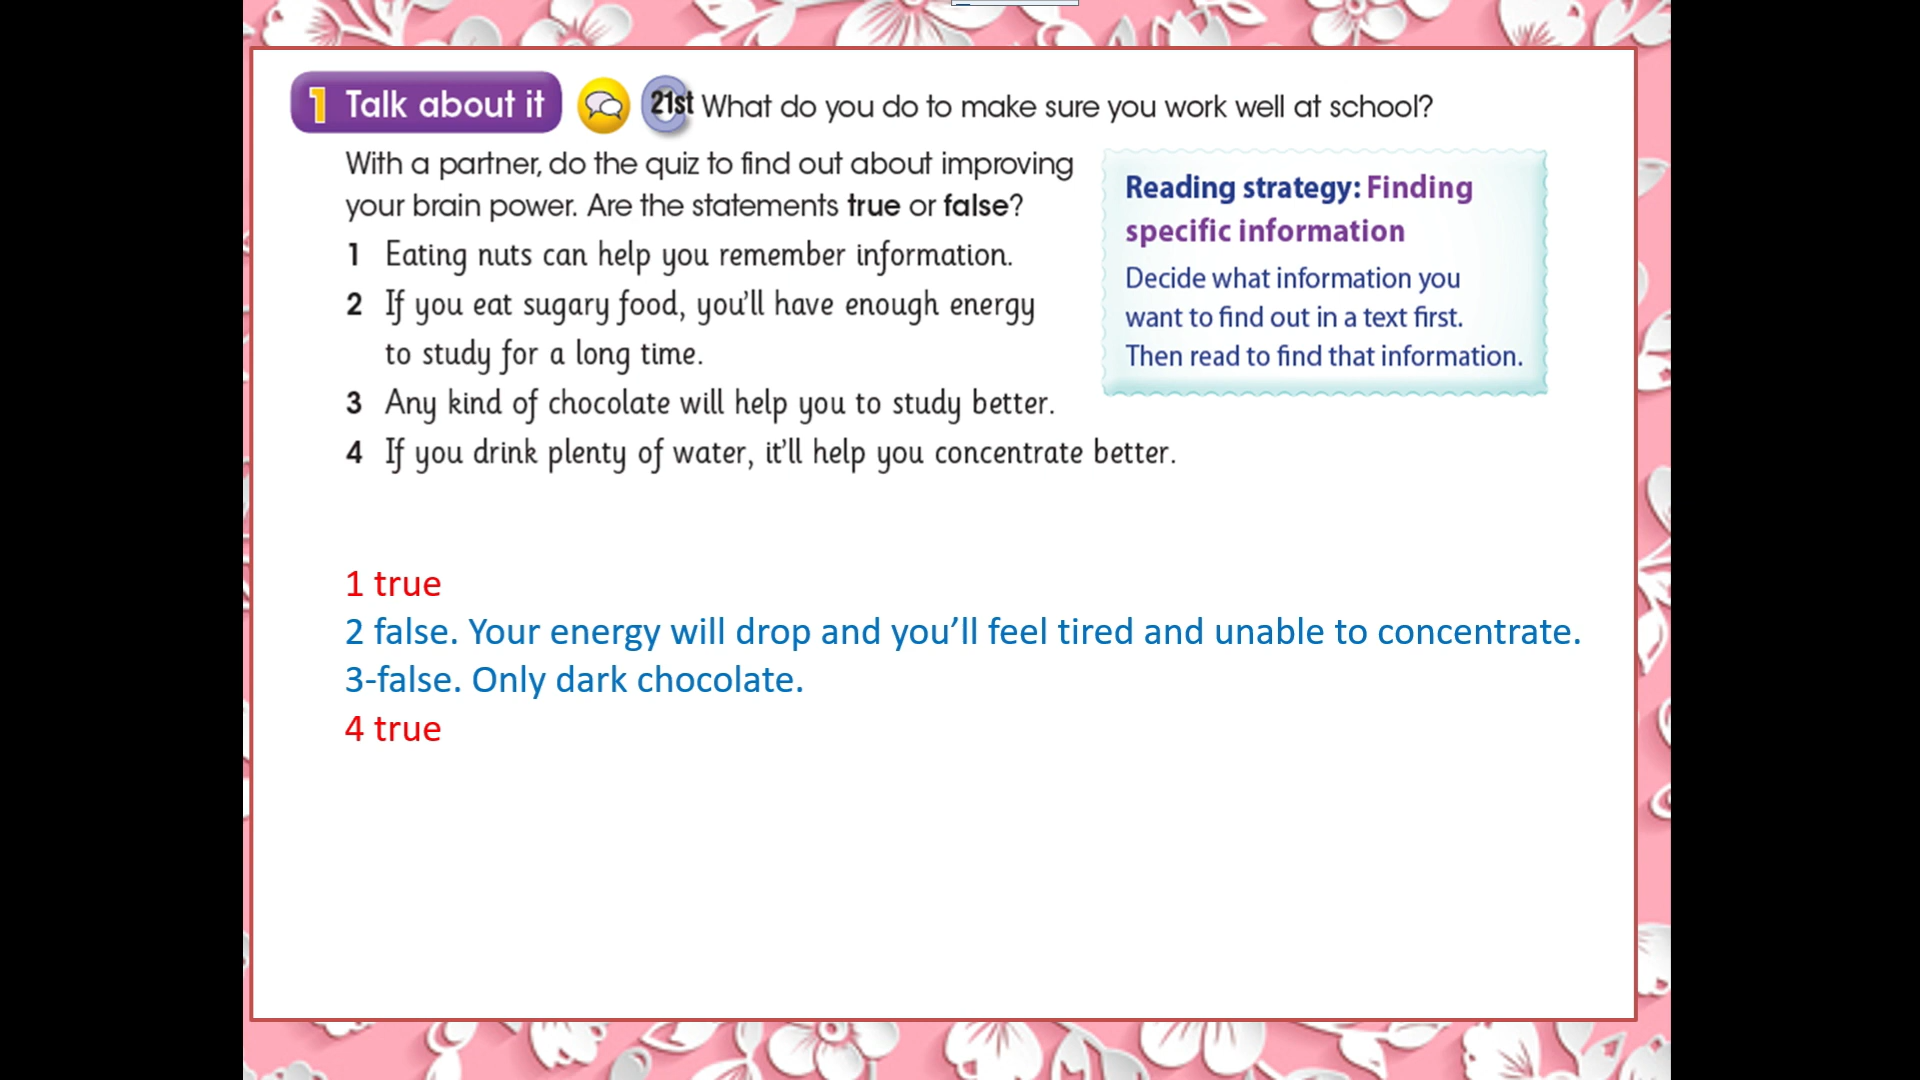 1 Talk about it 21st C What do you do to make sure you work well at school?
With a partner, do the quiz to find out about improving
your brain power. Are the statements true or false?
1 Eating nuts can help you remember information.
2 If you eat sugary food, you'll have enough energy
to study for a long time.
3 Any kind of chocolate will help you to study better.
4 If you drink plenty of water, it'll help you concentrate better.
Reading strategy: Finding
specific information
Decide what information you
want to find out in a text first.
Then read to find that information.
1 true
2 false. Your energy will drop and you’ll feel tired and unable to concentrate.
3-false. Only dark chocolate.
4 true